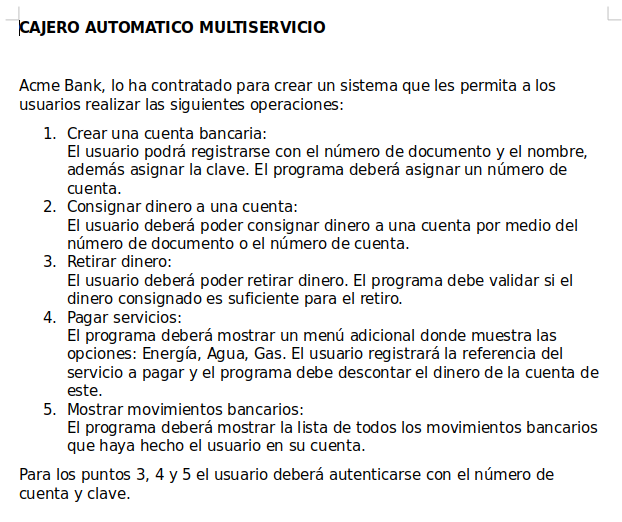 CAJERO AUTOMATICO MULTISERVICIO
Acme Bank, lo ha contratado para crear un sistema que les permita a los
usuarios realizar las siguientes operaciones:
1. Crear una cuenta bancaria:
El usuario podrá registrarse con el número de documento y el nombre,
además asignar la clave. El programa deberá asignar un número de
cuenta.
2. Consignar dinero a una cuenta:
El usuario deberá poder consignar dinero a una cuenta por medio del
número de documento o el número de cuenta.
3. Retirar dinero:
El usuario deberá poder retirar dinero. El programa debe validar si el
dinero consignado es suficiente para el retiro.
4. Pagar servicios:
El programa deberá mostrar un menú adicional donde muestra las
opciones: Energía, Agua, Gas. El usuario registrará la referencia del
servicio a pagar y el programa debe descontar el dinero de la cuenta de
este.
5. Mostrar movimientos bancarios:
El programa deberá mostrar la lista de todos los movimientos bancarios
que haya hecho el usuario en su cuenta.
Para los puntos 3, 4 y 5 el usuario deberá autenticarse con el número de
cuenta y clave.